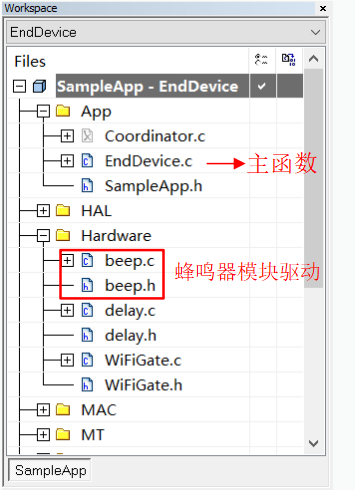 Workspace
EndDevice
Files
SampleApp - EndDevice
App
Coordinator.c
EndDevice.c 主函数
SampleApp.h
HAL
Hardware
beep.c
beep.h
蜂鸣器模块驱动
delay.c
delay.h
WiFiGate.c
WiFiGate.h
MAC
MT
SampleApp